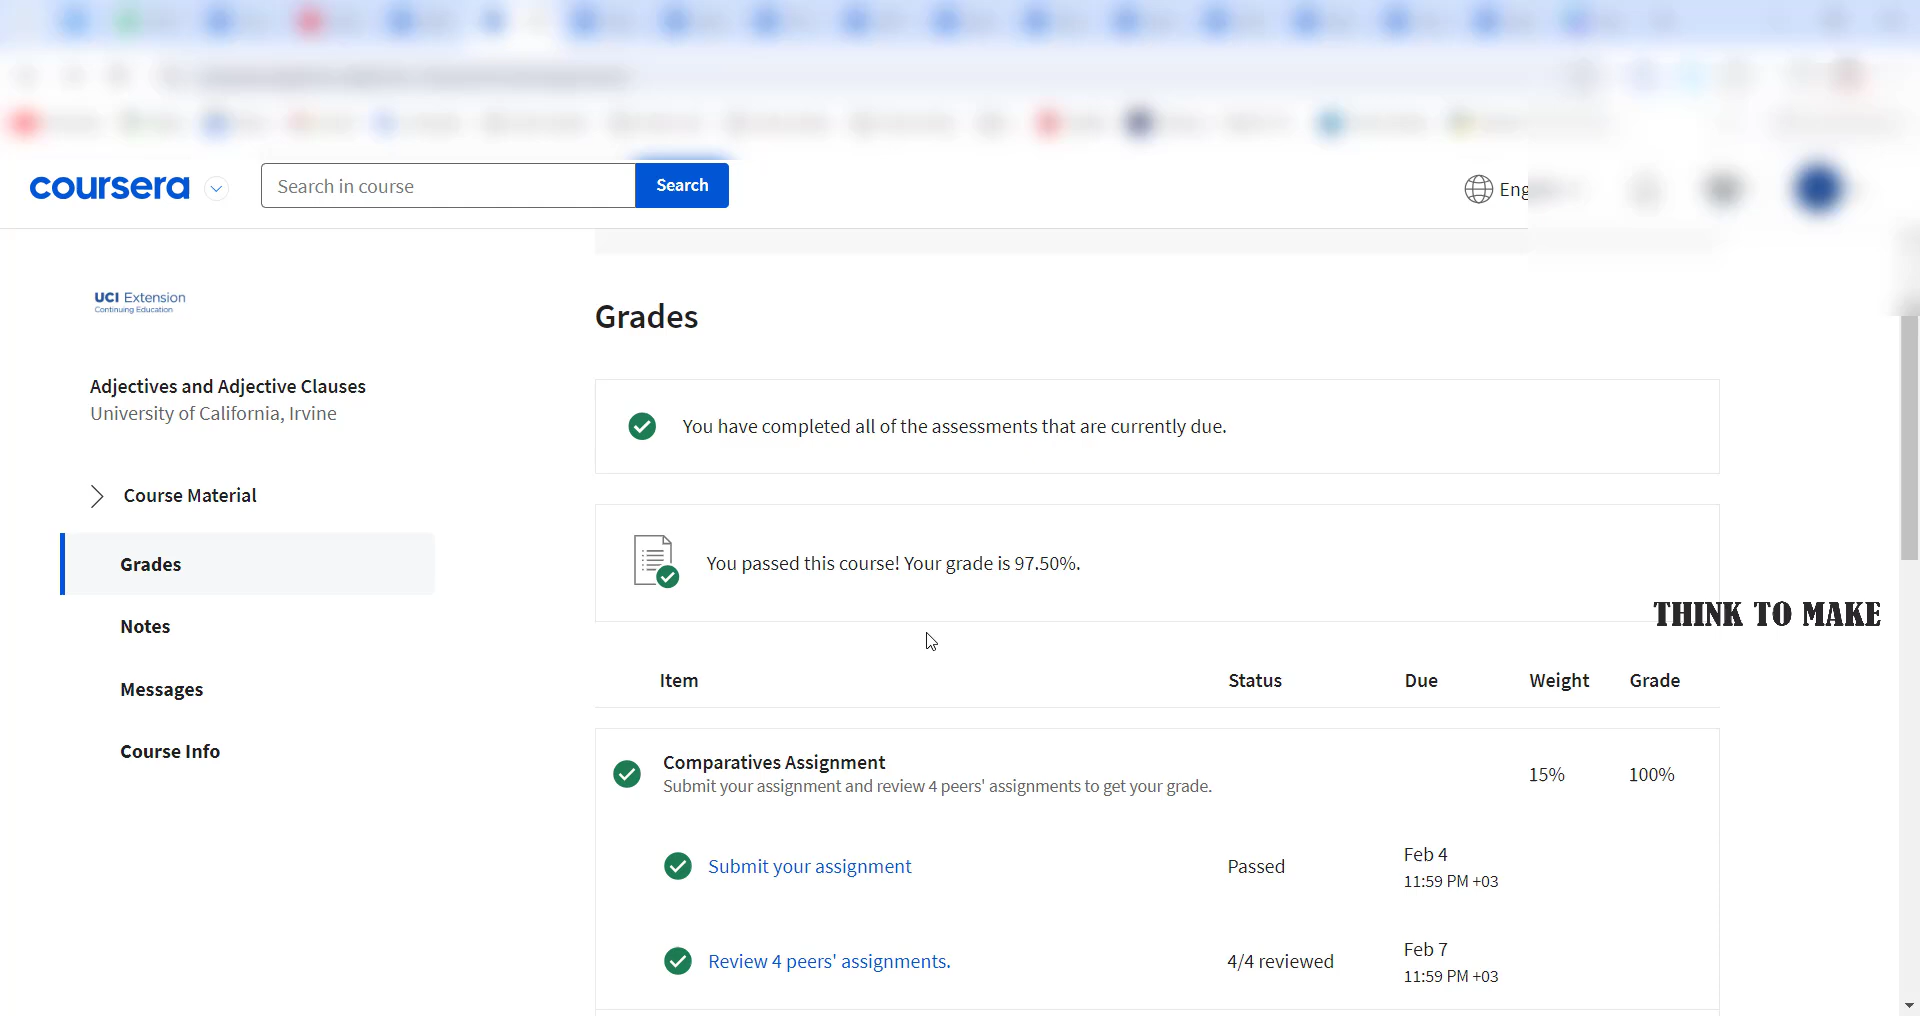 coursera
Search in course
Search
UCI Extension
Continuing Education
Adjectives and Adjective Clauses
University of California, Irvine
Course Material
Grades
Notes
Messages
Course Info
Grades
You have completed all of the assessments that are currently due.
You passed this course! Your grade is 97.50%.
THINK TO MAKE
Item Status Due Weight Grade
Comparatives Assignment
Submit your assignment and review 4 peers' assignments to get your grade.
15% 100%
Submit your assignment
Passed
Feb 4
11:59 PM +03
Review 4 peers' assignments.
4/4 reviewed
Feb 7
11:59 PM +03